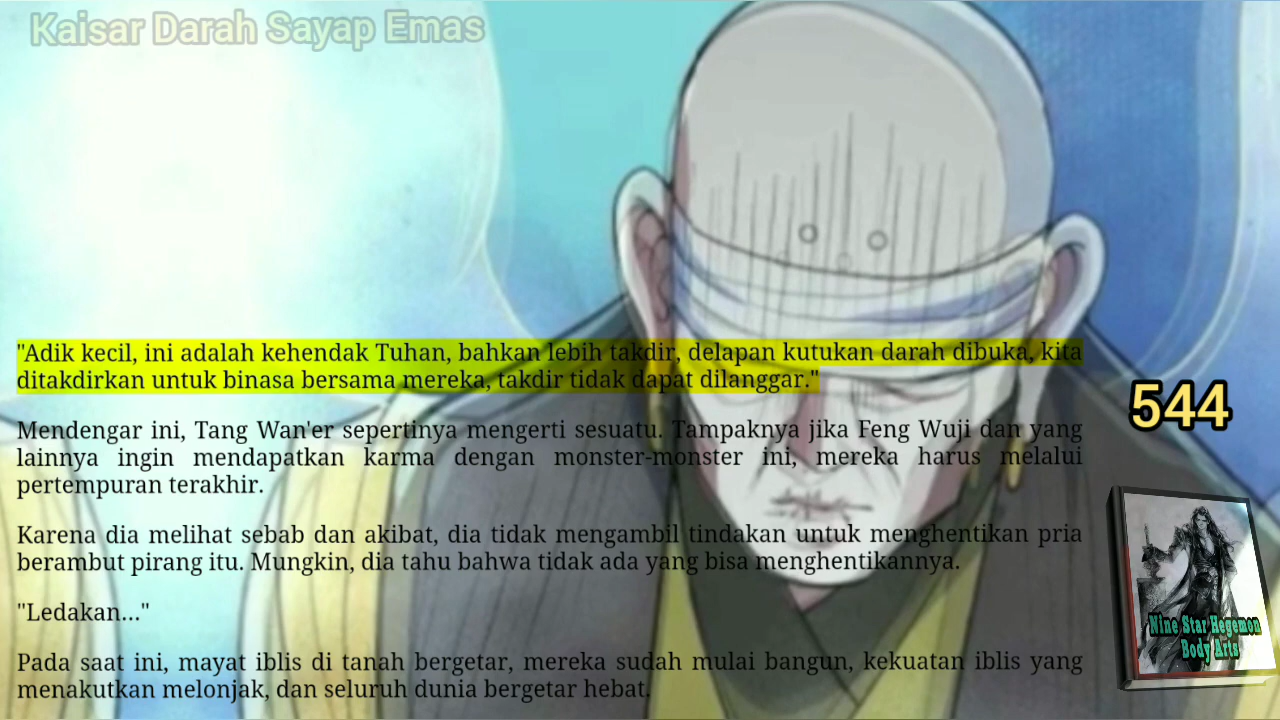 Kaisar Darah Sayap Emas
"Adik kecil, ini adalah kehendak Tuhan, bahkan lebih takdir, delapan kutukan darah dibuka, kita
ditakdirkan untuk binasa bersama mereka, takdir tidak dapat dilanggar."
Mendengar ini, Tang Wan'er sepertinya mengerti sesuatu. Tampaknya jika Feng Wuji dan yang
lainnya ingin mendapatkan karma dengan monster-monster ini, mereka harus melalui
pertempuran terakhir.
Karena dia melihat sebab dan akibat, dia tidak mengambil tindakan untuk menghentikan pria
berambut pirang itu. Mungkin, dia tahu bahwa tidak ada yang bisa menghentikannya.
"Ledakan..."
Pada saat ini, mayat iblis di tanah bergetar, mereka sudah mulai bangun, kekuatan iblis yang
menakutkan melonjak, dan seluruh dunia bergetar hebat.
544
Nine Star Hegemon
Body Arts